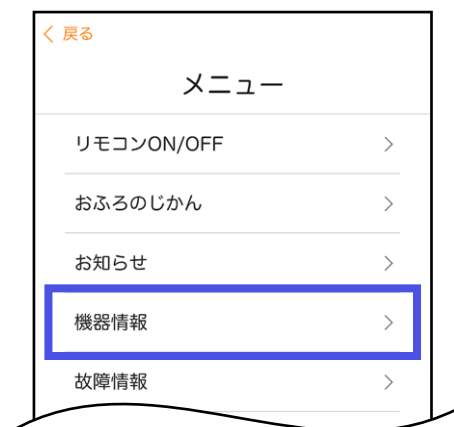 戻る
メニュー
リモコンON/OFF
おふろのじかん
お知らせ
機器情報
故障情報